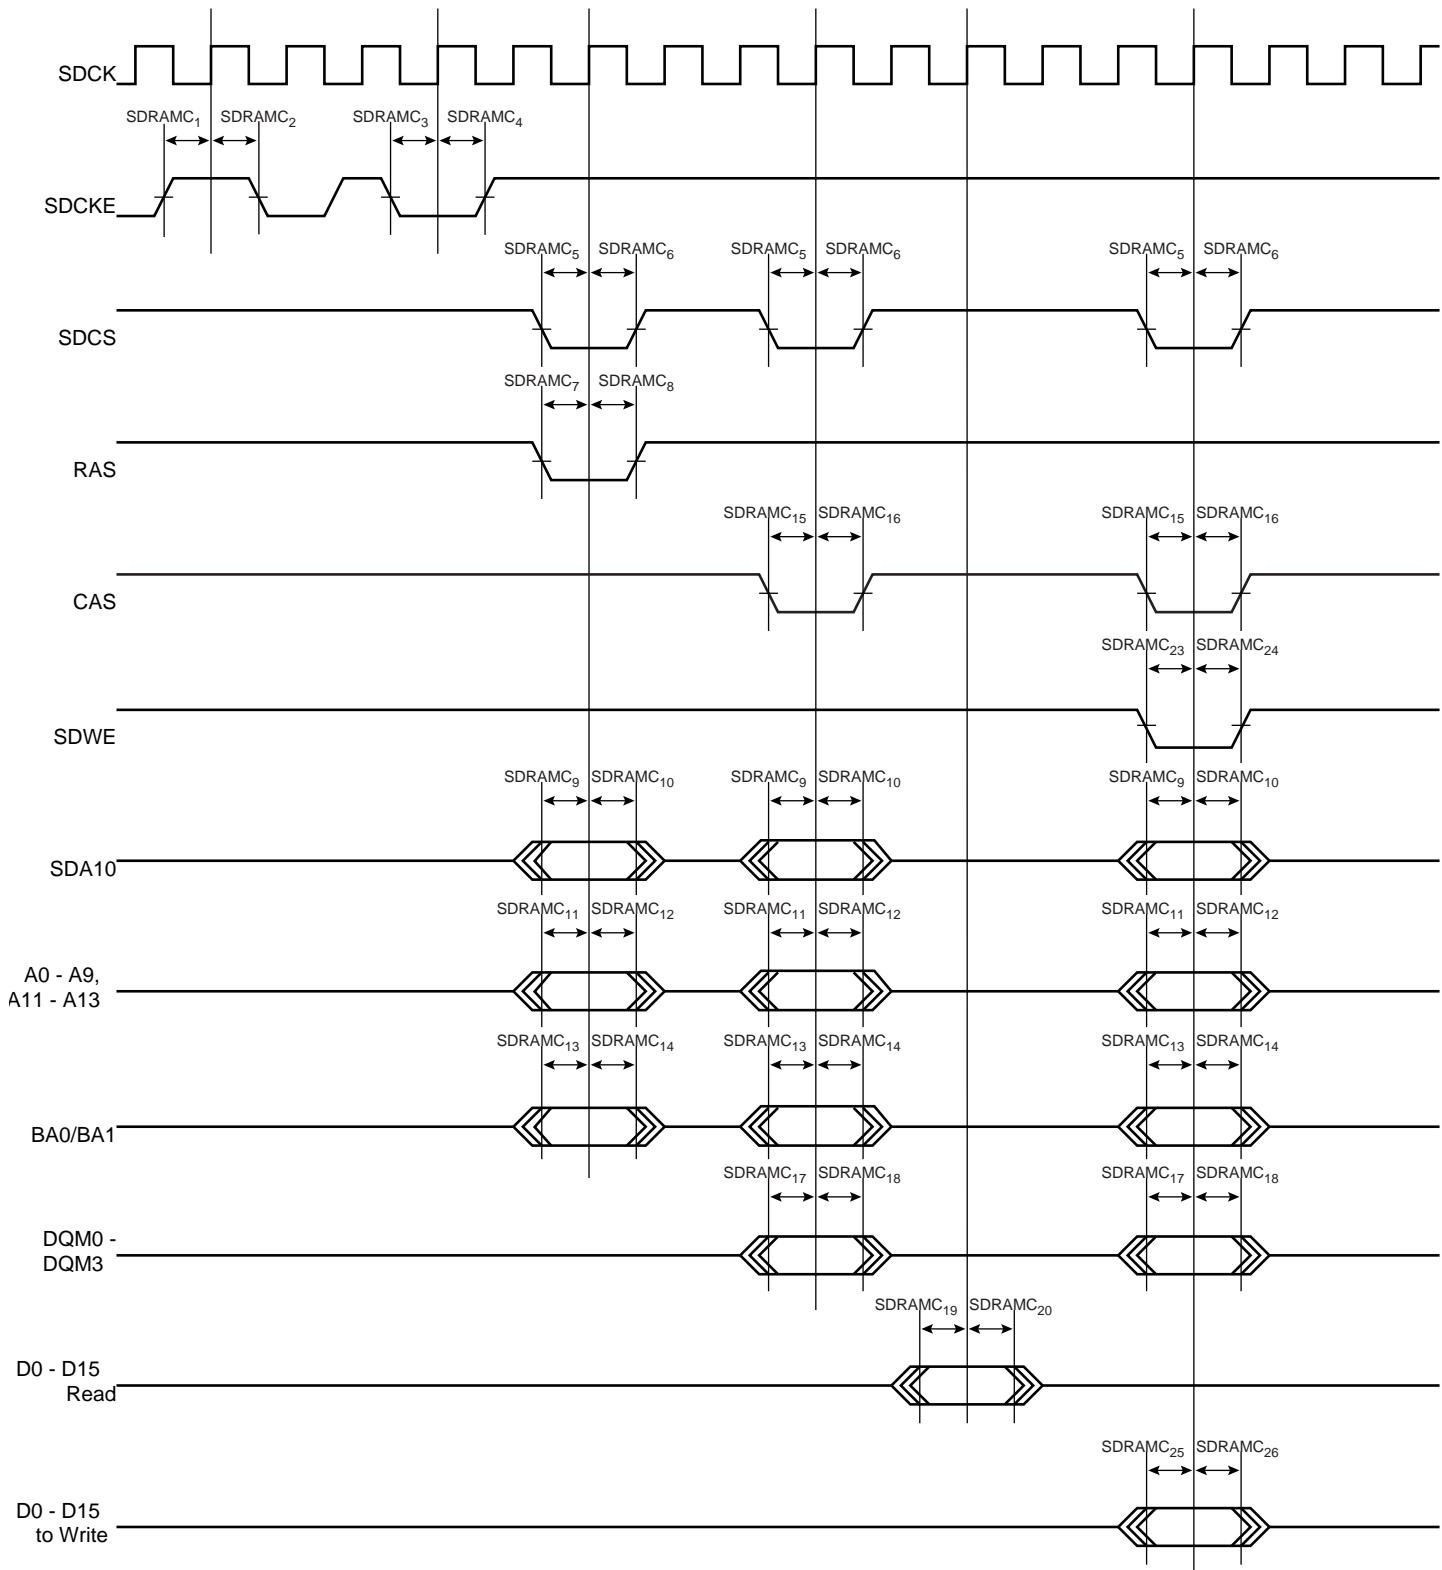 SDCK
SDRAMC1 SDRAMC2 SDRAMC3 SDRAMC4
SDCKE
SDRAMC5 SDRAMC6 SDRAMC5 SDRAMC6 SDRAMC5 SDRAMC6
SDCS
SDRAMC7 SDRAMC8
RAS
SDRAMC15 SDRAMC16 SDRAMC15 SDRAMC16
CAS
SDRAMC23 SDRAMC24
SDWE
SDRAMC9 SDRAMC10 SDRAMC9 SDRAMC10 SDRAMC9 SDRAMC10
SDA10
SDRAMC11 SDRAMC12 SDRAMC11 SDRAMC12 SDRAMC11 SDRAMC12
A0 - A9,
A11 - A13
SDRAMC13 SDRAMC14 SDRAMC13 SDRAMC14 SDRAMC13 SDRAMC14
BA0/BA1
SDRAMC17 SDRAMC18 SDRAMC17 SDRAMC18
DQM0 -
DQM3
SDRAMC19 SDRAMC20
D0 - D15
Read
SDRAMC25 SDRAMC26
D0 - D15
to Write